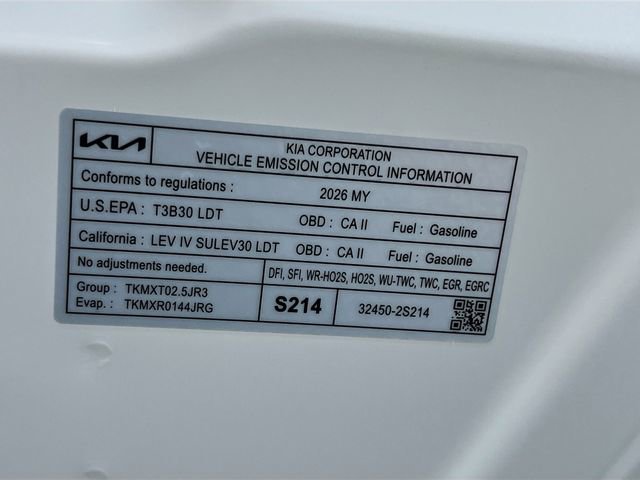 KIA
KIA CORPORATION
VEHICLE EMISSION CONTROL INFORMATION
Conforms to regulations : 2026 MY
U.S.EPA : T3B30 LDT OBD : CA II Fuel : Gasoline
California : LEV IV SULEV30 LDT OBD : CA II Fuel : Gasoline
No adjustments needed. DFI, SFI, WR-HO2S, HO2S, WU-TWC, TWC, EGR, EGRC
Group : TKMXT02.5JR3
Evap. : TKMXR0144JRG
S214 32450-2S214